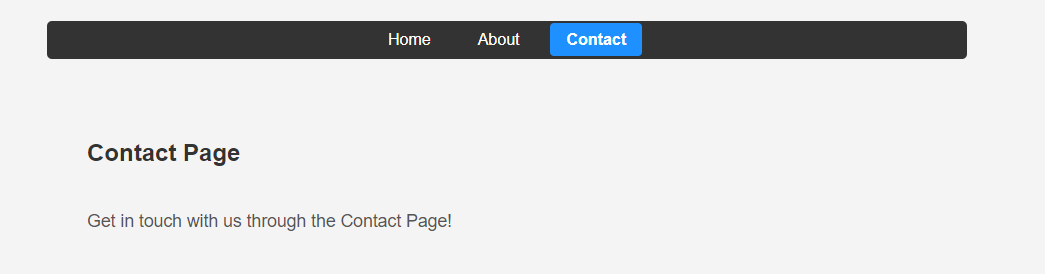 Home About Contact
Contact Page
Get in touch with us through the Contact Page!